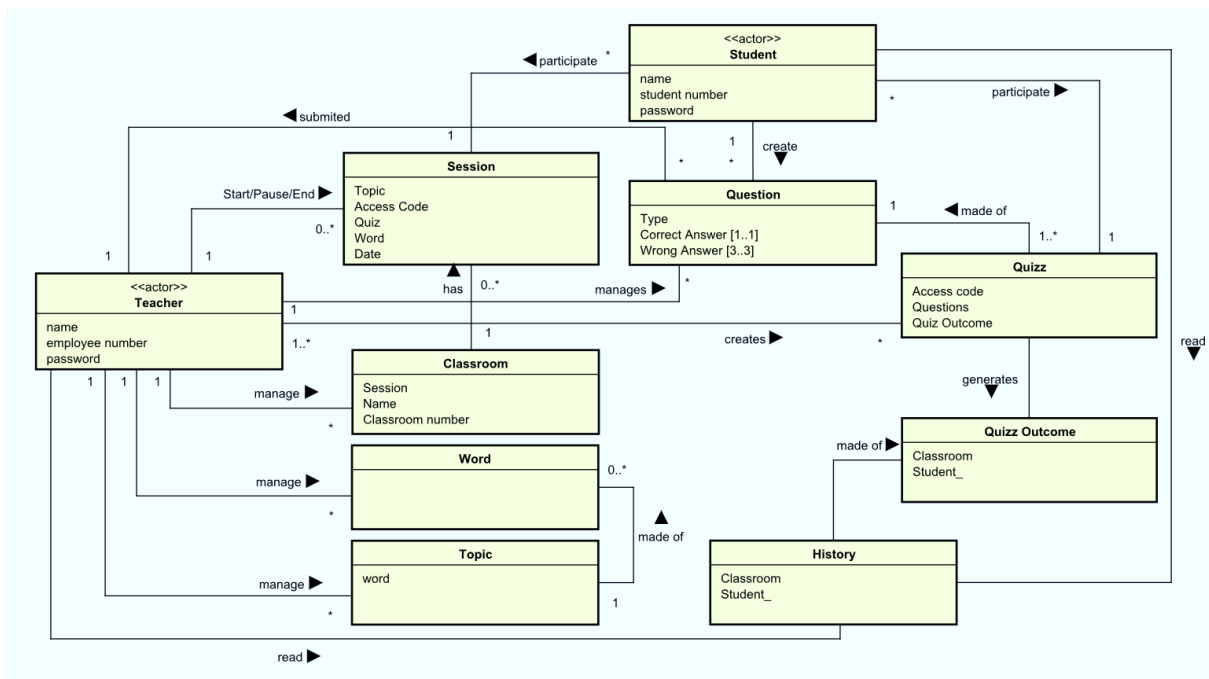 <<actor>>
Student
name
student number
password
◀ participate
*
*
participate ▶
◀ submited
1
1
*
*
create
▼
Session
Topic
Access Code
Quiz
Word
Date
Start/Pause/End ▶
0..*
1
1
Question
Type
Correct Answer [1..1]
Wrong Answer [3..3]
1
◀ made of
1..*
1
<<actor>>
Teacher
name
employee number
password
Quizz
Access code
Questions
Quiz Outcome
▲
has
0..*
manages ▶
*
1
1
1..*
creates ▶
*
read
▼
1
1
1
Classroom
Session
Name
Classroom number
manage ▶
*
generates
▼
Quizz Outcome
Classroom
Student_
made of ▶
Word
manage ▶
*
0..*
▲
made of
Topic
word
manage ▶
*
1
History
Classroom
Student_
read ▶